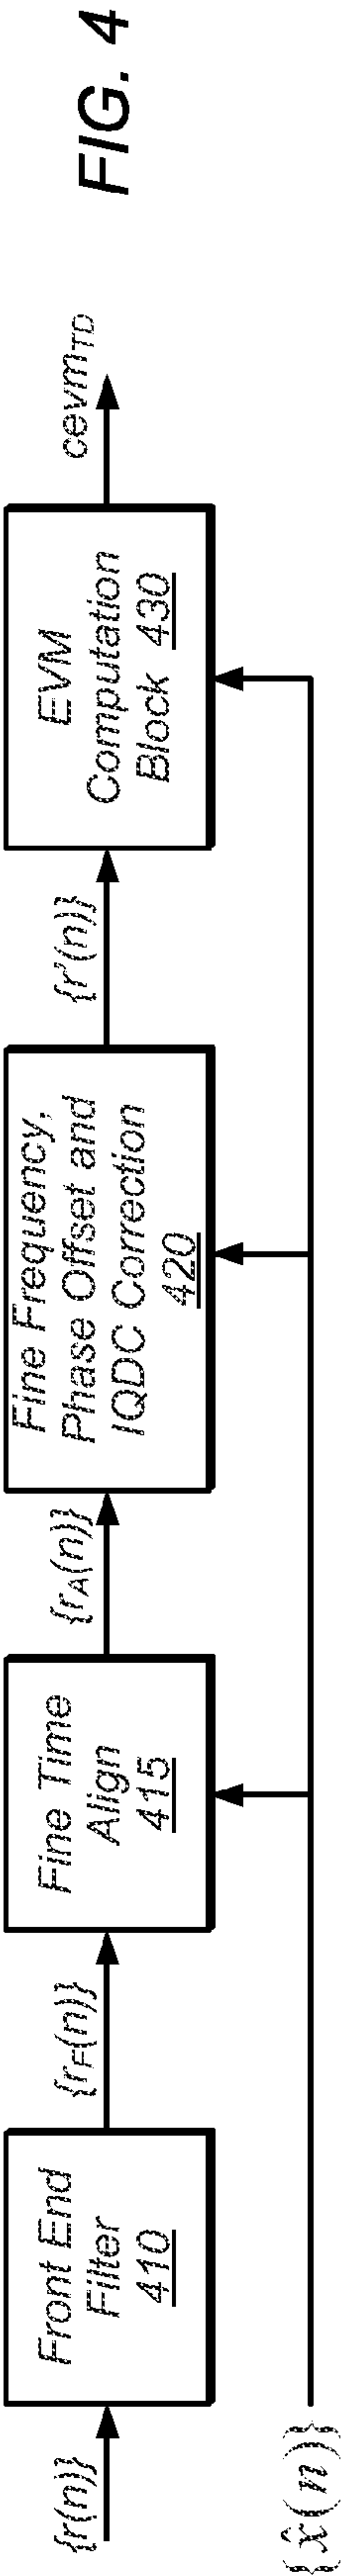 {r(n)}
Front End
Filter
410
{rF(n)}
Fine Time
Align
415
{rA(n)}
Fine Frequency,
Phase Offset and
IQDC Correction
420
{r'(n)}
EVM
Computation
Block 430
cevmTD
{x̂(n)}
FIG. 4